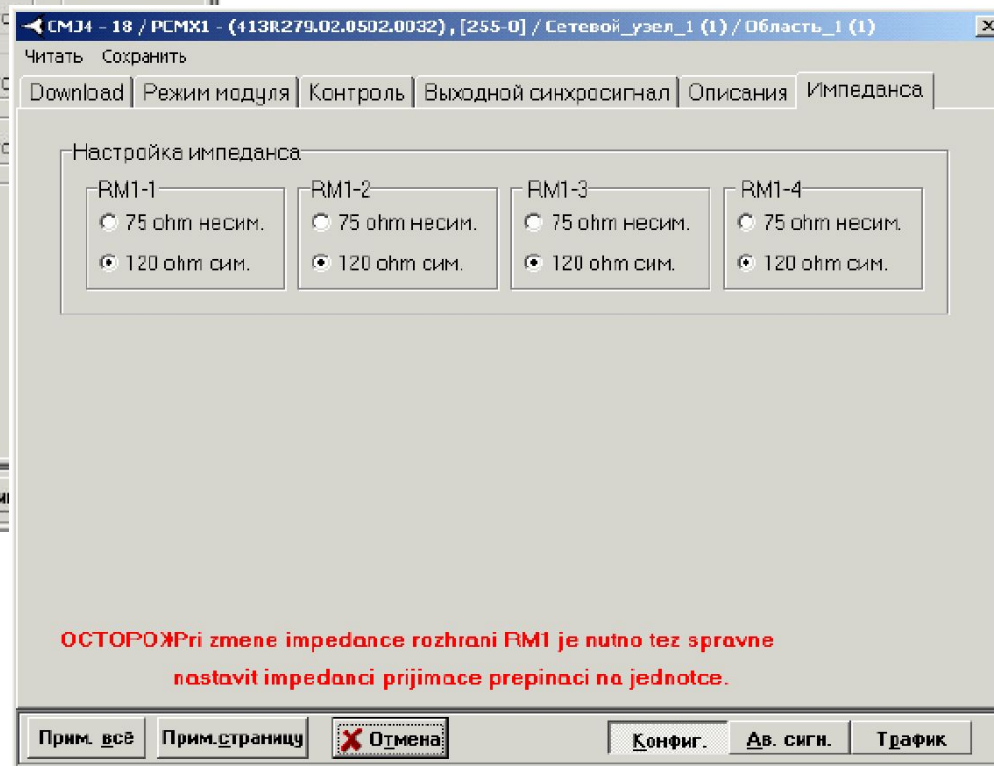 CMJ4 - 18 / PCMX1 - (413R279.02.0502.0032) , [255-0] / Сетевой_узел_1 (1) / Область_1 (1)
Читать Сохранить
Download Режим модуля Контроль Выходной синхросигнал Описания Импеданса
Настройка импеданса
RM1-1 RM1-2 RM1-3 RM1-4
75 ohm несим. 75 ohm несим. 75 ohm несим. 75 ohm несим.
120 ohm сим. 120 ohm сим. 120 ohm сим. 120 ohm сим.
ОСТОРОЖPri zmene impedance rozhrani RM1 je nutno tez spravne
nastavit impedanci prijimace prepinaci na jednotce.
Прим. всё Прим.страницу Отмена Конфиг. Ав. сигн. Трафик